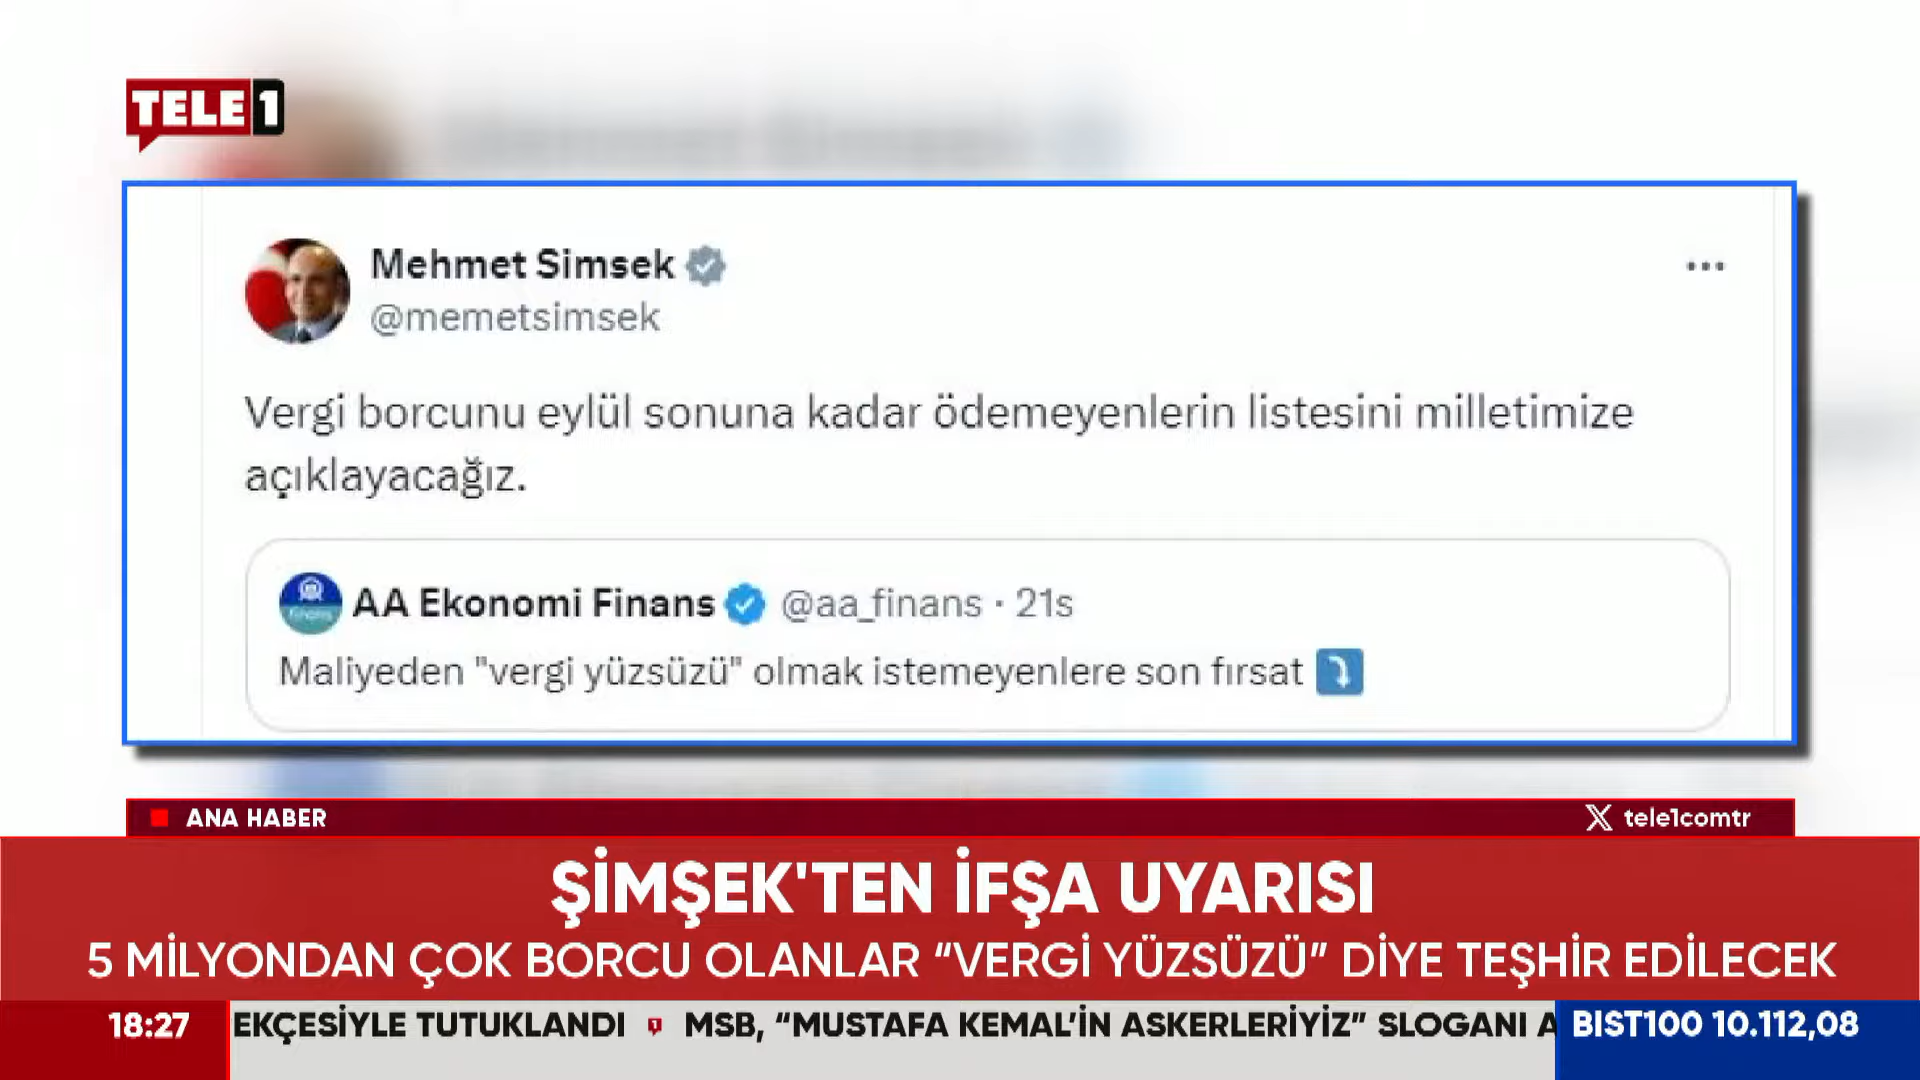 TELE1
Mehmet Simsek
@memetsimsek
Vergi borcunu eylül sonuna kadar ödemeyenlerin listesini milletimize
açıklayacağız.
AA Ekonomi Finans @aa_finans · 21s
Maliyeden "vergi yüzsüzü" olmak istemeyenlere son fırsat
ANA HABER
tele1comtr
ŞİMŞEK'TEN İFŞA UYARISI
5 MİLYONDAN ÇOK BORCU OLANLAR “VERGİ YÜZSÜZÜ” DİYE TEŞHİR EDİLECEK
18:27 EKÇESİYLE TUTUKLANDI MSB, “MUSTAFA KEMAL’İN ASKERLERİYİZ” SLOGANI A BIST100 10.112,08